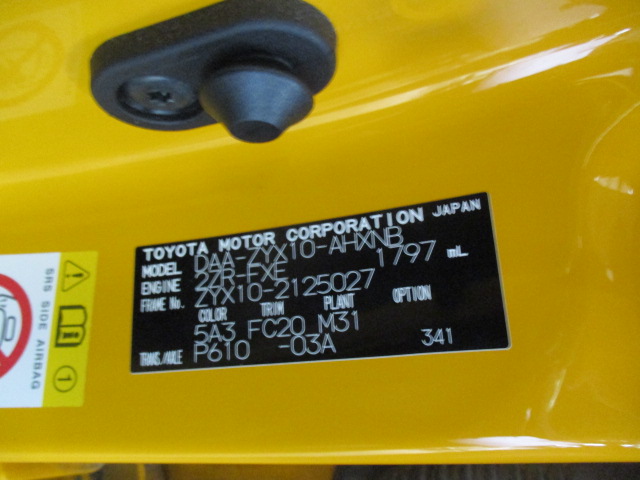 TOYOTA MOTOR CORPORATION JAPAN
MODEL DAA-ZYX10-AHXNB
ENGINE 2ZR-FXE 1797 mL
FRAME No. ZYX10-2125027
COLOR TRIM PLANT OPTION
5A3 FC20 M31
TRANS./AXLE P610 -03A 341
SRS SIDE AIRBAG
1